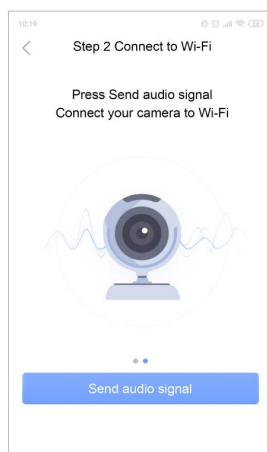 10:19
Step 2 Connect to Wi-Fi
Press Send audio signal
Connect your camera to Wi-Fi
Send audio signal